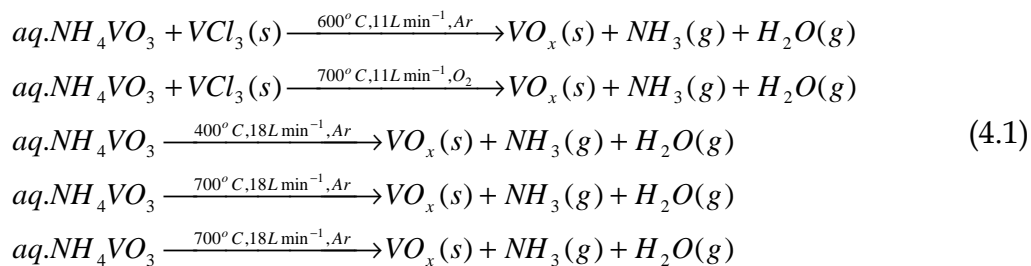 aq.NH₄VO₃ + VCl₃(s) —600°C,11L min⁻¹,Ar→ VOₓ(s) + NH₃(g) + H₂O(g)
aq.NH₄VO₃ + VCl₃(s) —700°C,11L min⁻¹,O₂→ VOₓ(s) + NH₃(g) + H₂O(g)
aq.NH₄VO₃ —400°C,18L min⁻¹,Ar→ VOₓ(s) + NH₃(g) + H₂O(g)
(4.1)
aq.NH₄VO₃ —700°C,18L min⁻¹,Ar→ VOₓ(s) + NH₃(g) + H₂O(g)
aq.NH₄VO₃ —700°C,18L min⁻¹,Ar→ VOₓ(s) + NH₃(g) + H₂O(g)